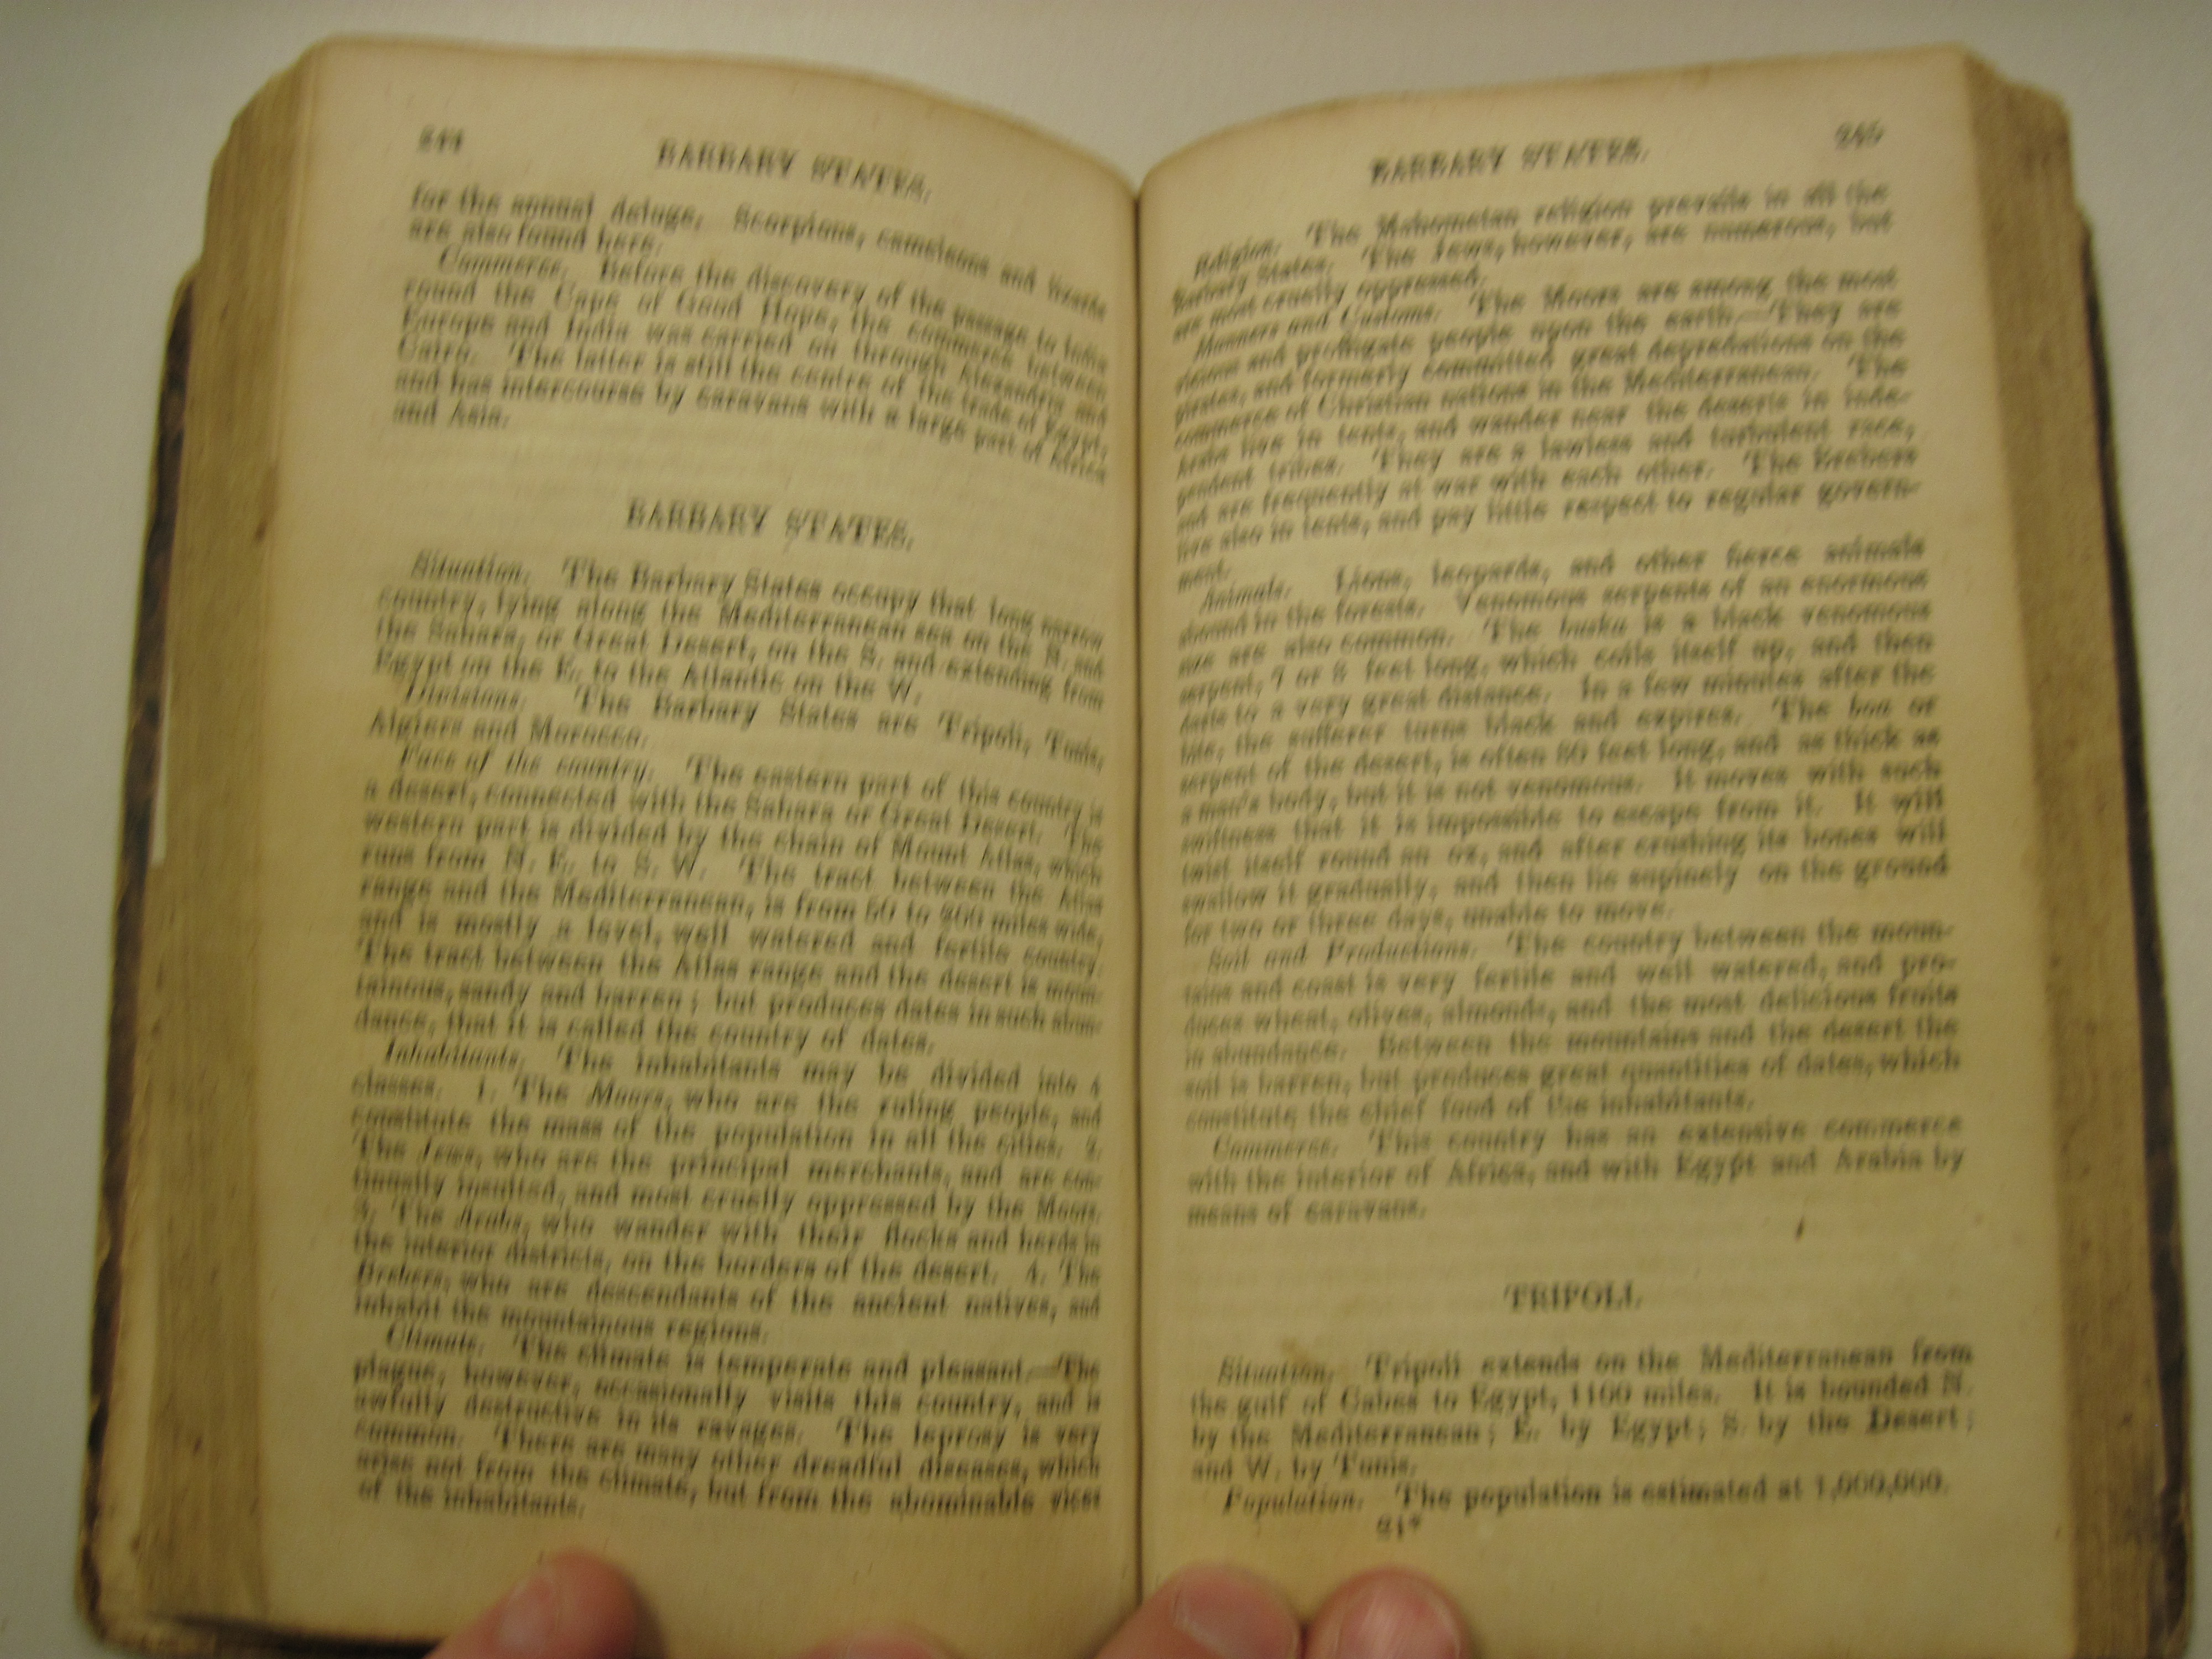 244
BARBARY STATES.
for the annual deluge. Scorpions, cameleons and lizards
are also found here.
Commerce. Before the discovery of the passage to India
round the Cape of Good Hope, the commerce between
Europe and India was carried on through Alexandria and
Cairo. The latter is still the centre of the trade of Egypt,
and has intercourse by caravans with a large part of Africa
and Asia.
BARBARY STATES.
Situation. The Barbary States occupy that long narrow
country, lying along the Mediterranean sea on the N. and
the Sahara, or Great Desert, on the S. and extending from
Egypt on the E. to the Atlantic on the W.
Divisions. The Barbary States are Tripoli, Tunis,
Algiers and Morocco.
Face of the country. The eastern part of this country is
a desert, connected with the Sahara or Great Desert. The
western part is divided by the chain of Mount Atlas, which
runs from N. E. to S. W. The tract between the Atlas
range and the Mediterranean, is from 50 to 200 miles wide,
and is mostly a level, well watered and fertile country.
The tract between the Atlas range and the desert is moun-
tainous, sandy and barren; but produces dates in such abun-
dance, that it is called the country of dates.
Inhabitants. The inhabitants may be divided into 4
classes. 1. The Moors, who are the ruling people, and
constitute the mass of the population in all the cities. 2.
The Jews, who are the principal merchants, and are con-
tinually insulted, and most cruelly oppressed by the Moors.
3. The Arabs, who wander with their flocks and herds in
the interior districts, on the borders of the desert. 4. The
Brebers, who are descendants of the ancient natives, and
inhabit the mountainous regions.
Climate. The climate is temperate and pleasant.—The
plague, however, occasionally visits this country, and is
awfully destructive in its ravages. The leprosy is very
common. There are many other dreadful diseases, which
arise not from the climate, but from the abominable vices
of the inhabitants.
BARBARY STATES.
245
Religion. The Mahometan religion prevails in all the
Barbary States. The Jews, however, are numerous, but
are most cruelly oppressed.
Manners and Customs. The Moors are among the most
vicious and profligate people upon the earth.—They are
pirates, and formerly committed great depredations on the
commerce of Christian nations in the Mediterranean. The
Arabs live in tents, and wander near the deserts in inde-
pendent tribes. They are a lawless and turbulent race,
and are frequently at war with each other. The Brebers
live also in tents, and pay little respect to regular govern-
ment.
Animals. Lions, leopards, and other fierce animals
abound in the forests. Venomous serpents of an enormous
size are also common. The buska is a black venomous
serpent, 7 or 8 feet long, which coils itself up, and then
darts to a very great distance. In a few minutes after the
bite, the sufferer turns black and expires. The boa or
serpent of the desert, is often 80 feet long, and as thick as
a man's body, but it is not venomous. It moves with such
swiftness that it is impossible to escape from it. It will
twist itself round an ox, and after crushing its bones will
swallow it gradually, and then lie supinely on the ground
for two or three days, unable to move.
Soil and Productions. The country between the moun-
tains and coast is very fertile and well watered, and pro-
duces wheat, olives, almonds, and the most delicious fruits
in abundance. Between the mountains and the desert the
soil is barren, but produces great quantities of dates, which
constitute the chief food of the inhabitants.
Commerce. This country has an extensive commerce
with the interior of Africa, and with Egypt and Arabia by
means of caravans.
TRIPOLI.
Situation. Tripoli extends on the Mediterranean from
the gulf of Cabes to Egypt, 1100 miles. It is bounded N.
by the Mediterranean; E. by Egypt; S. by the Desert;
and W. by Tunis.
Population. The population is estimated at 1,000,000.
21*